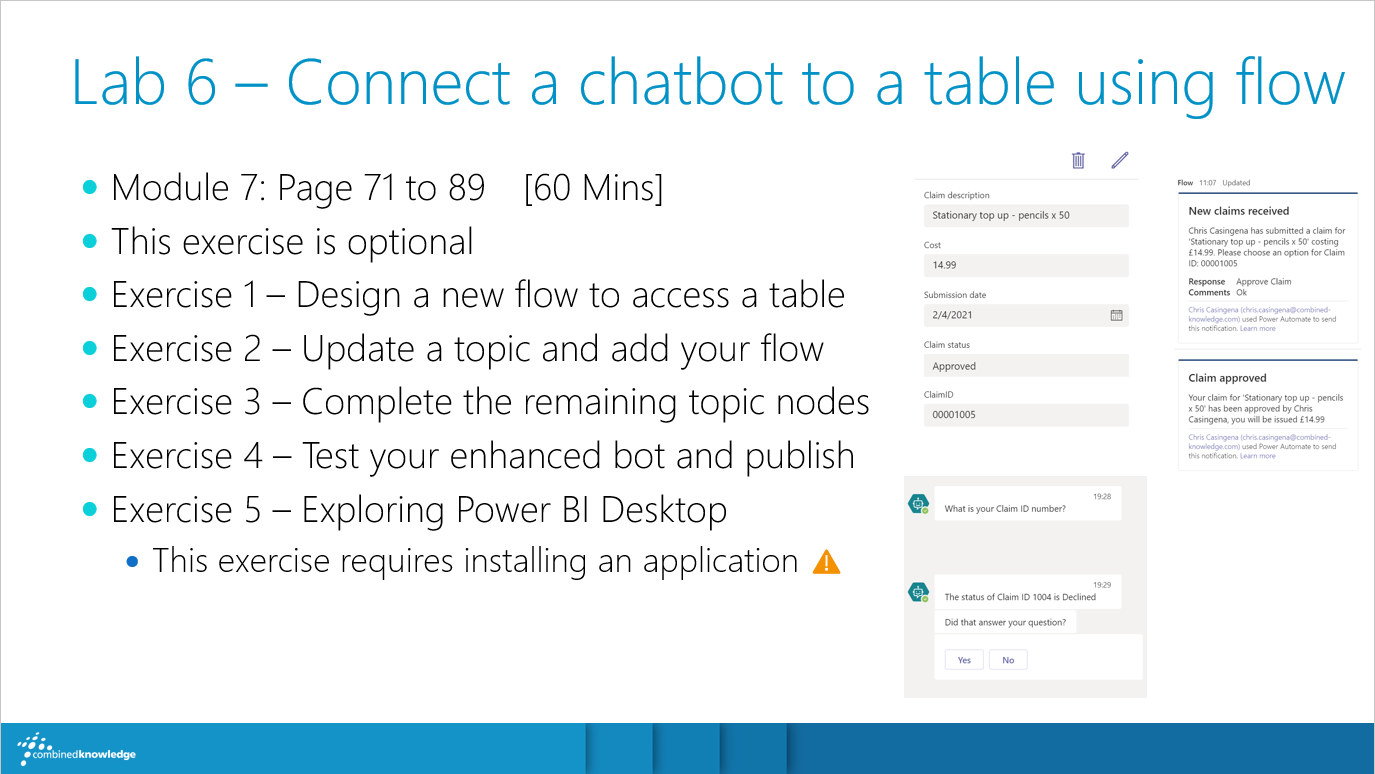 Lab 6 – Connect a chatbot to a table using flow
Module 7: Page 71 to 89 [60 Mins]
This exercise is optional
Exercise 1 – Design a new flow to access a table
Exercise 2 – Update a topic and add your flow
Exercise 3 – Complete the remaining topic nodes
Exercise 4 – Test your enhanced bot and publish
Exercise 5 – Exploring Power BI Desktop
This exercise requires installing an application
Claim description
Stationary top up - pencils x 50
Cost
14.99
Submission date
2/4/2021
Claim status
Approved
ClaimID
00001005
Flow 11:07 Updated
New claims received
Chris Casingena has submitted a claim for
'Stationary top up - pencils x 50' costing
£14.99. Please choose an option for Claim
ID: 00001005
Response Approve Claim
Comments Ok
Chris Casingena (chris.casingena@combined-
knowledge.com) used Power Automate to send
this notification. Learn more
Claim approved
Your claim for 'Stationary top up - pencils
x 50' has been approved by Chris
Casingena, you will be issued £14.99
Chris Casingena (chris.casingena@combined-
knowledge.com) used Power Automate to send
this notification. Learn more
19:28
What is your Claim ID number?
19:29
The status of Claim ID 1004 is Declined
Did that answer your question?
Yes No
combinedknowledge